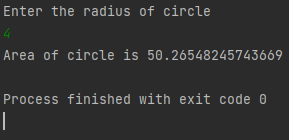 Enter the radius of circle
4
Area of circle is 50.26548245743669
Process finished with exit code 0